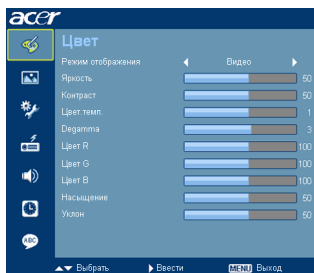 acer
Цвет
Режим отображения Видео
Яркость 50
Контраст 50
Цвет.темп. 1
Degamma 3
Цвет R 100
Цвет G 100
Цвет B 100
Насыщение 50
Уклон 50
ABC
Выбрать Ввести MENU Выход